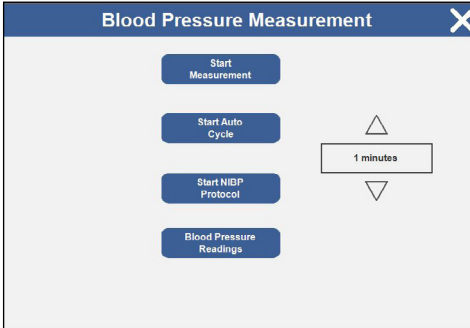 Blood Pressure Measurement
Start
Measurement
Start Auto
Cycle
1 minutes
Start NIBP
Protocol
Blood Pressure
Readings